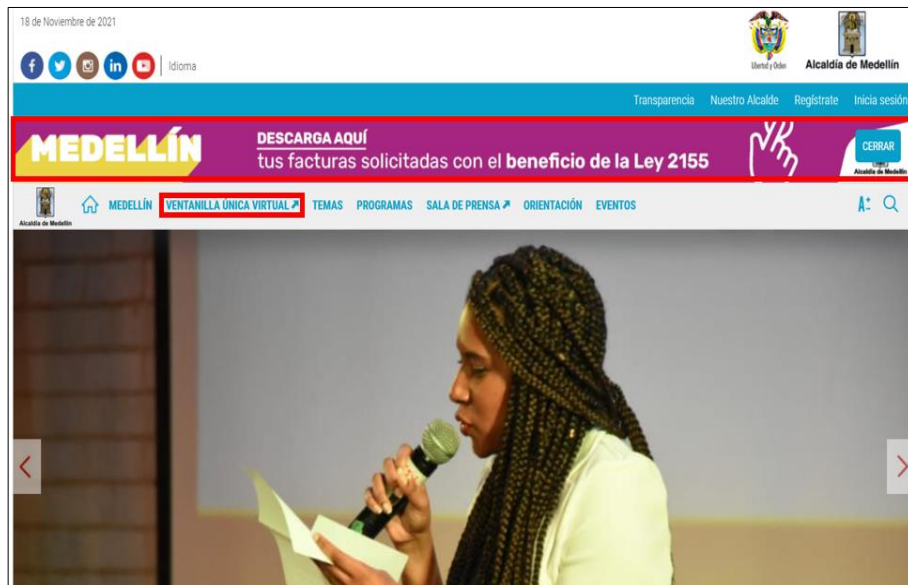 18 de Noviembre de 2021
Idioma
Libertad y Orden
Alcaldía de Medellín
Transparencia Nuestro Alcalde Regístrate Inicia sesión
MEDELLÍN
DESCARGA AQUÍ
tus facturas solicitadas con el beneficio de la Ley 2155
CERRAR
Alcaldía de Medellín
Alcaldía de Medellín
MEDELLÍN VENTANILLA ÚNICA VIRTUAL TEMAS PROGRAMAS SALA DE PRENSA ORIENTACIÓN EVENTOS